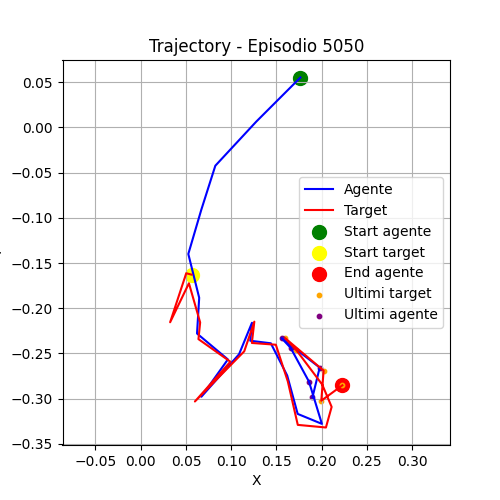 Trajectory - Episodio 5050
0.05
0.00
−0.05
−0.10
−0.15
−0.20
−0.25
−0.30
−0.35
Agente
Target
Start agente
Start target
End agente
Ultimi target
Ultimi agente
−0.05 0.00 0.05 0.10 0.15 0.20 0.25 0.30
X